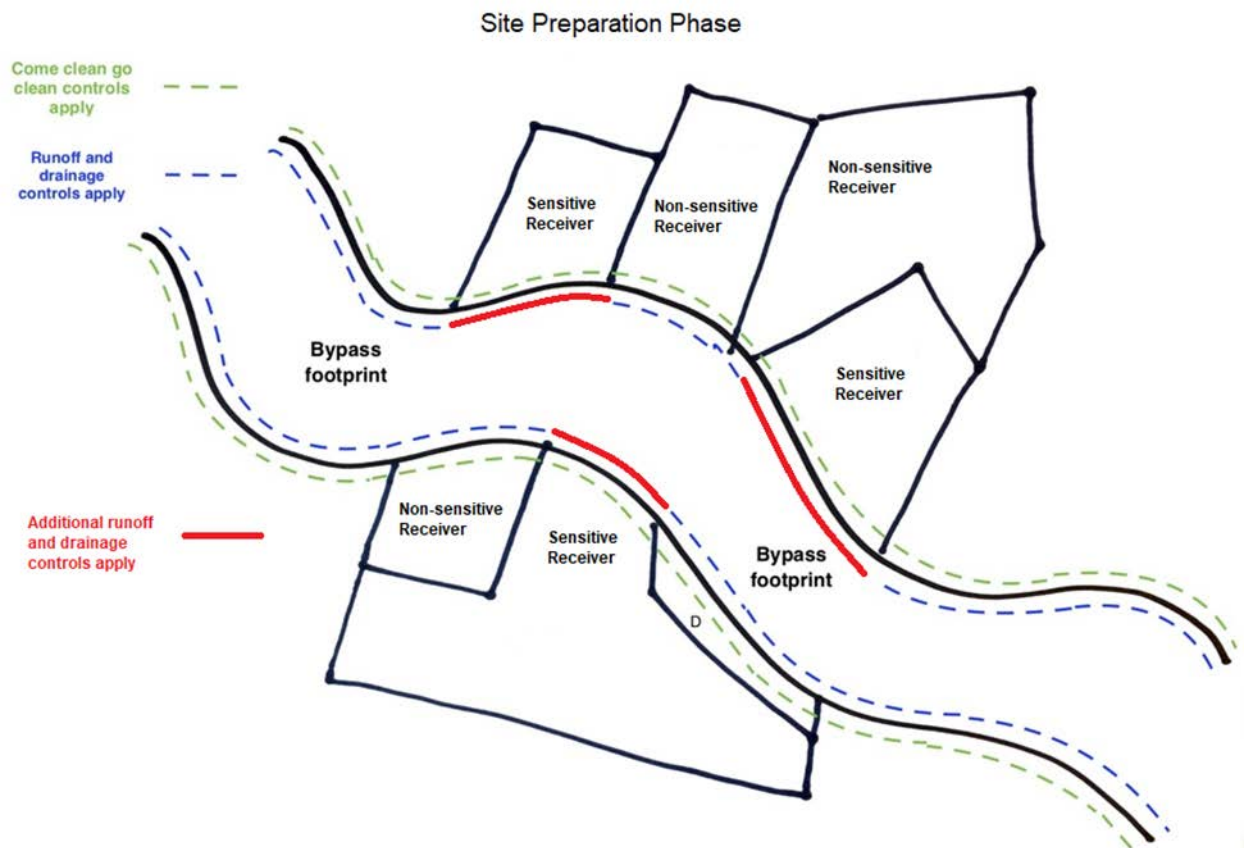 Site Preparation Phase
Come clean go
clean controls
apply
Runoff and
drainage
controls apply
Non-sensitive
Receiver
Sensitive
Receiver
Non-sensitive
Receiver
Bypass
footprint
Sensitive
Receiver
Non-sensitive
Receiver
Sensitive
Receiver
Additional runoff
and drainage
controls apply
Bypass
footprint
D